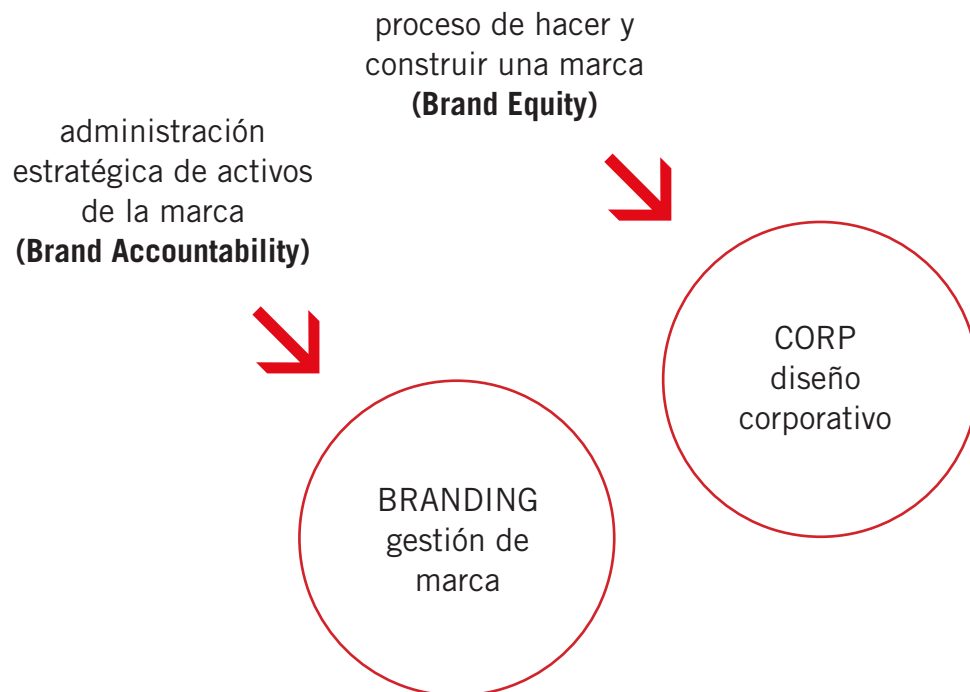 proceso de hacer y
construir una marca
(Brand Equity)
administración
estratégica de activos
de la marca
(Brand Accountability)
CORP
diseño
corporativo
BRANDING
gestión de
marca